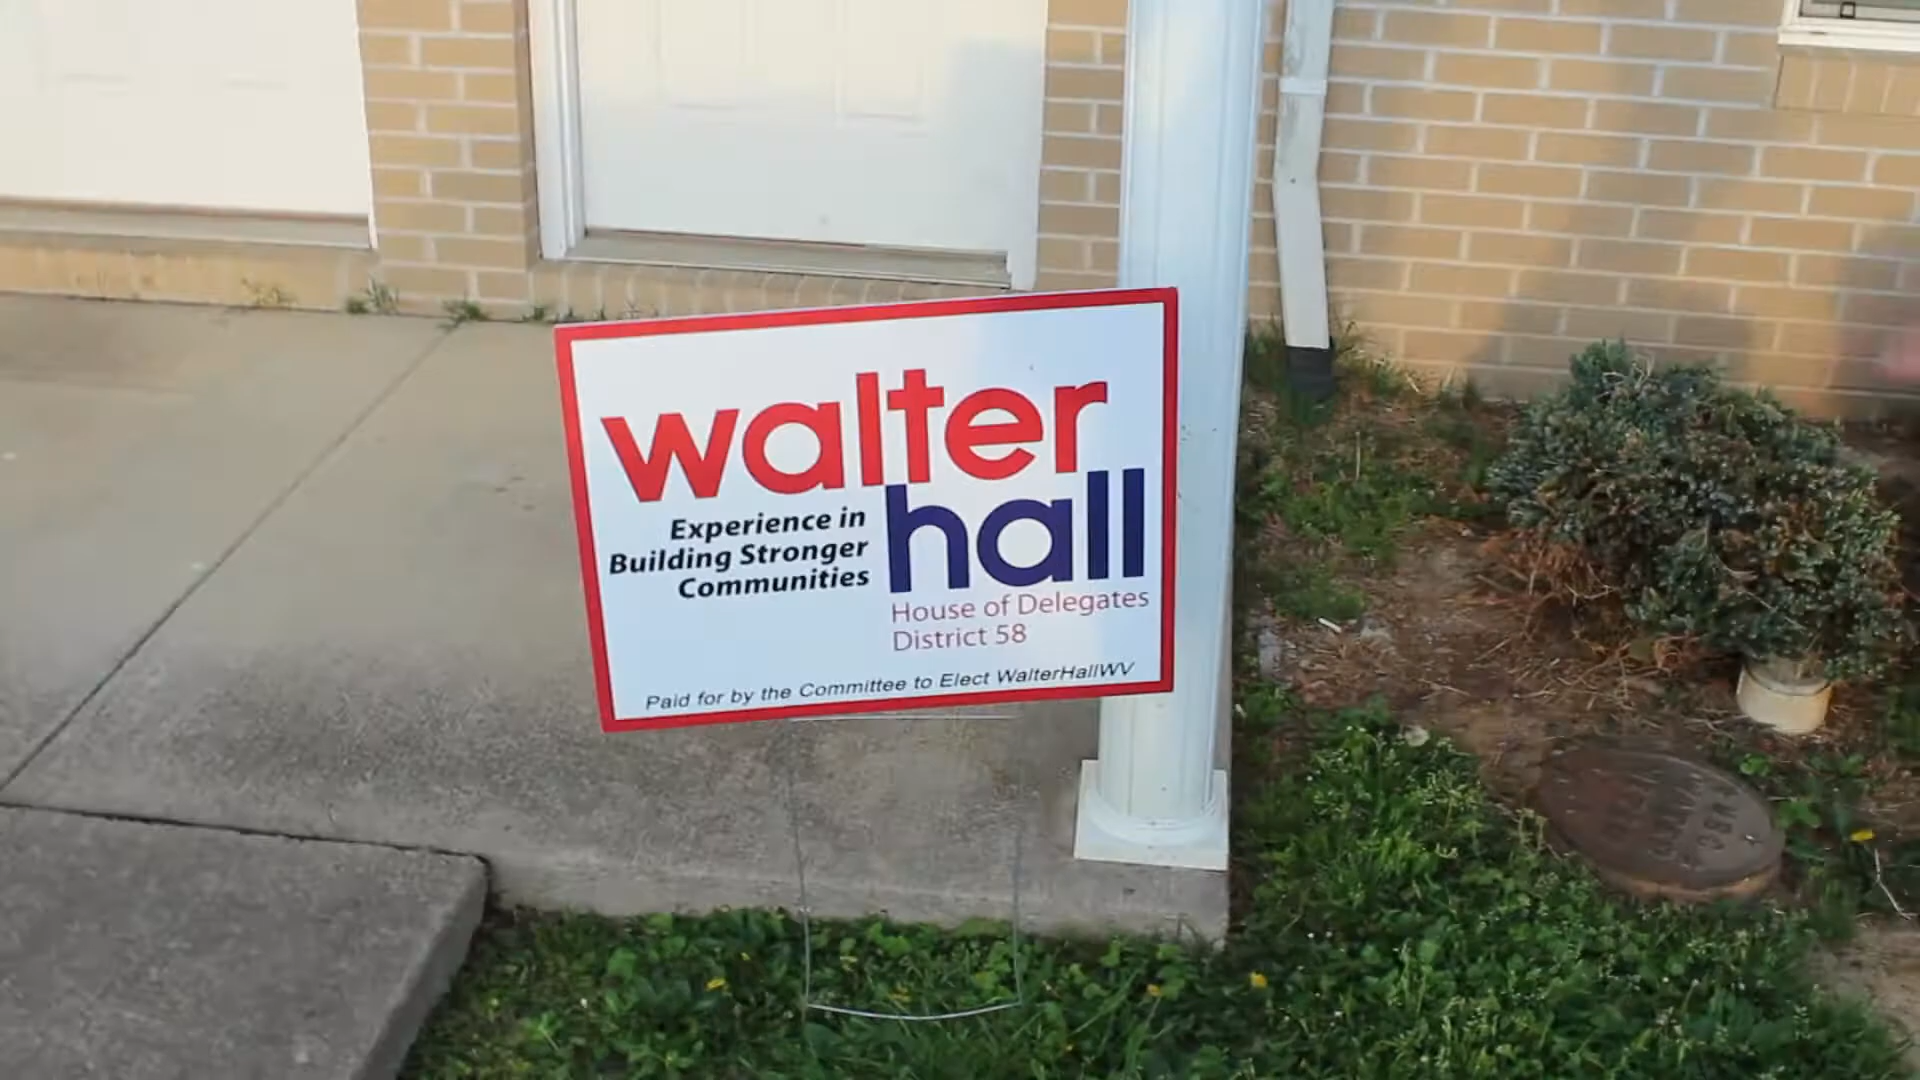 walter
hall
Experience in
Building Stronger
Communities
House of Delegates
District 58
Paid for by the Committee to Elect WalterHallWV